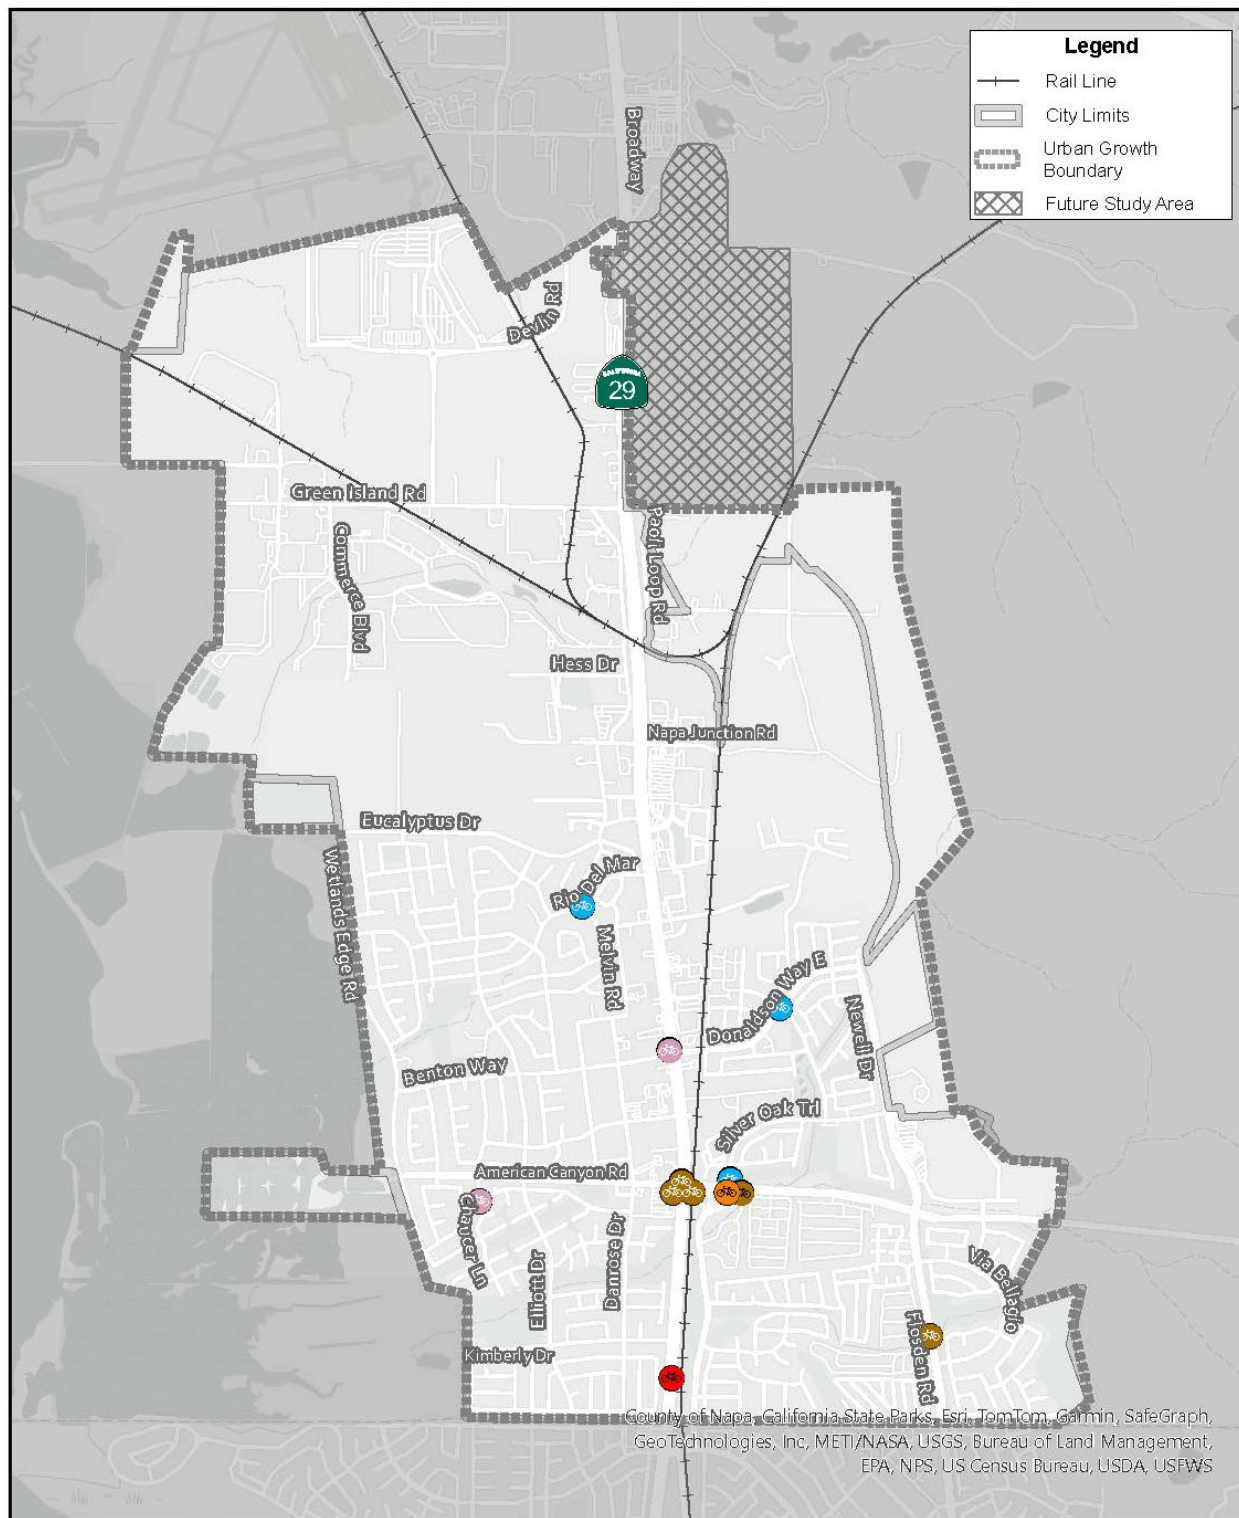 Legend
Rail Line
City Limits
Urban Growth
Boundary
Future Study Area
Broadway
Devlin Rd
CALIFORNIA
29
Green Island Rd
Paoli Loop Rd
Commerce Blvd
Hess Dr
Napa Junction Rd
Eucalyptus Dr
Rio Del Mar
Wetlands Edge Rd
Melvin Rd
Donaldson Way E
Newell Dr
Benton Way
Silver Oak Trl
American Canyon Rd
Chaucer Ln
Danrose Dr
Elliott Dr
Via Bellagio
Flosden Rd
Kimberly Dr
County of Napa, California State Parks, Esri, TomTom, Garmin, SafeGraph,
GeoTechnologies, Inc, METI/NASA, USGS, Bureau of Land Management,
EPA, NPS, US Census Bureau, USDA, USFWS